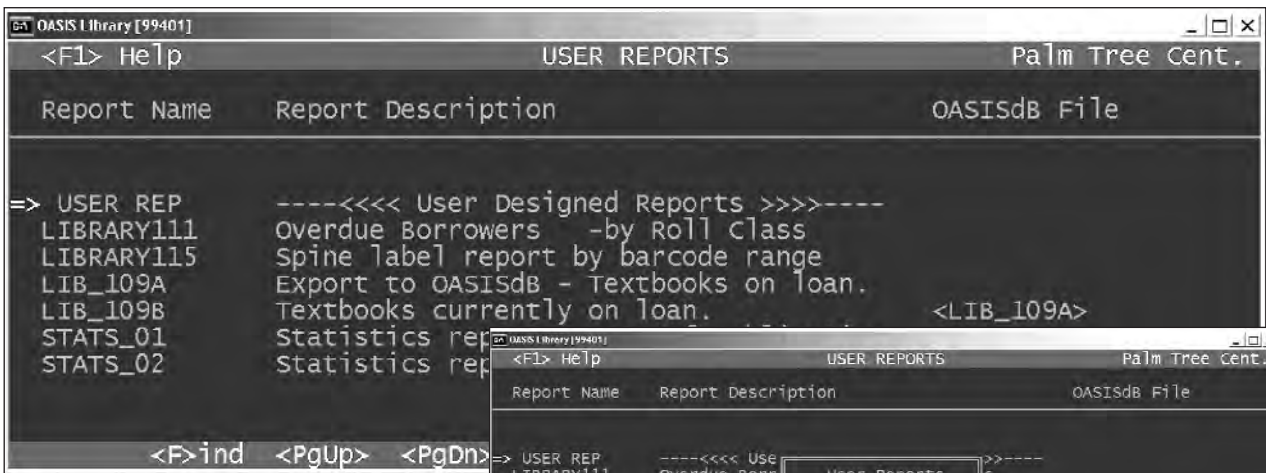 OASIS Library [99401]
<F1> Help USER REPORTS Palm Tree Cent.
Report Name Report Description OASISdB File
=> USER REP ----<<<< User Designed Reports >>>>----
LIBRARY111 Overdue Borrowers -by Roll Class
LIBRARY115 Spine label report by barcode range
LIB_109A Export to OASISdB - Textbooks on loan.
LIB_109B Textbooks currently on loan. <LIB_109A>
STATS_01 Statistics rep
STATS_02 Statistics rep
<F>ind <PgUp> <PgDn>
OASIS Library [99401]
<F1> Help USER REPORTS Palm Tree Cent.
Report Name Report Description OASISdB File
=> USER REP ----<<<< Use >>----